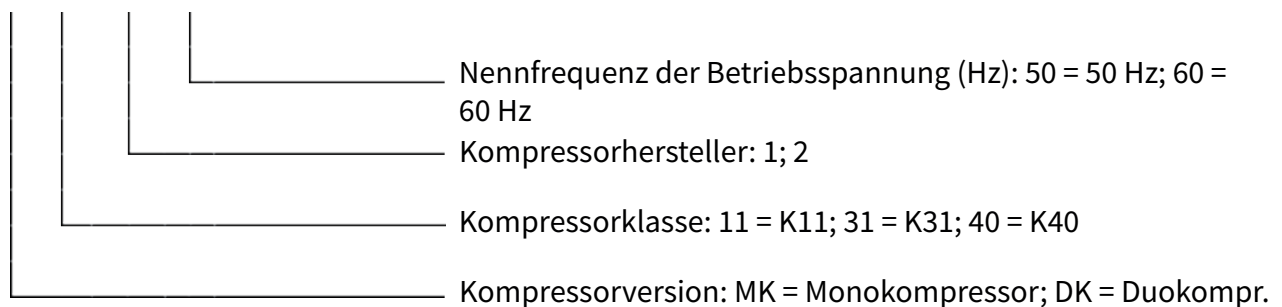 Nennfrequenz der Betriebsspannung (Hz): 50 = 50 Hz; 60 =
60 Hz
Kompressorhersteller: 1; 2
Kompressorklasse: 11 = K11; 31 = K31; 40 = K40
Kompressorversion: MK = Monokompressor; DK = Duokompr.